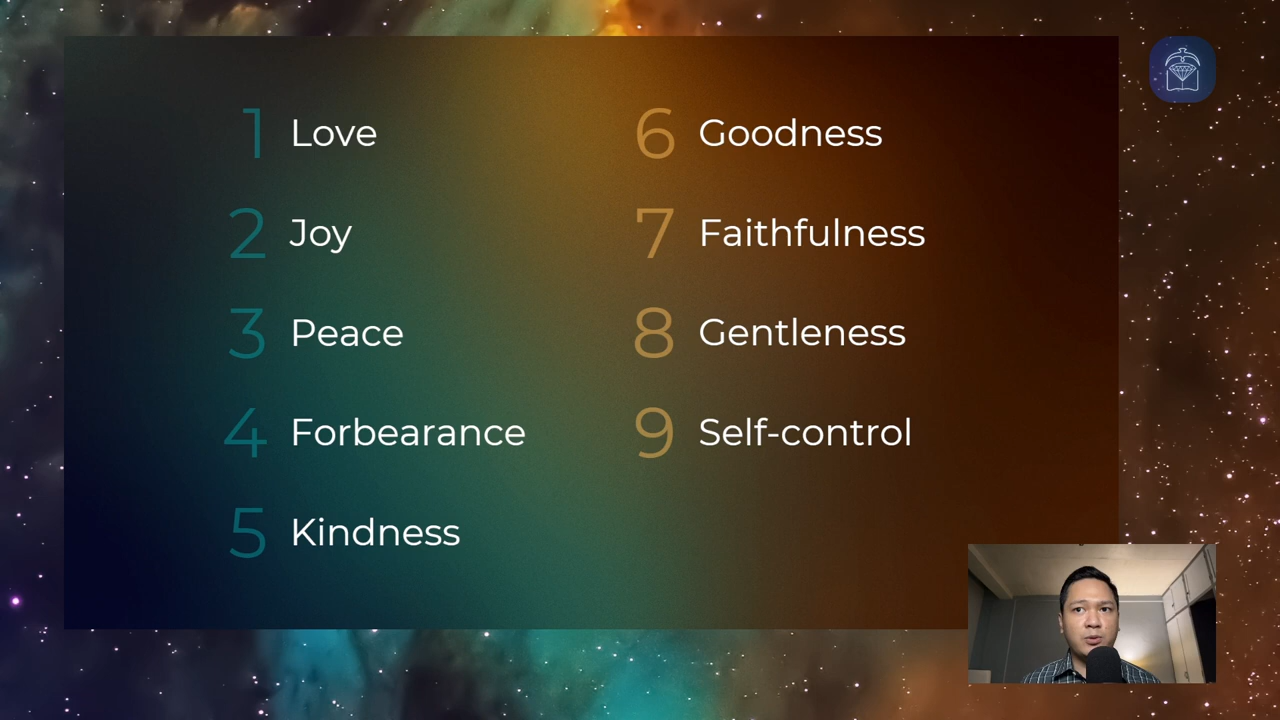 1 Love
2 Joy
3 Peace
4 Forbearance
5 Kindness
6 Goodness
7 Faithfulness
8 Gentleness
9 Self-control